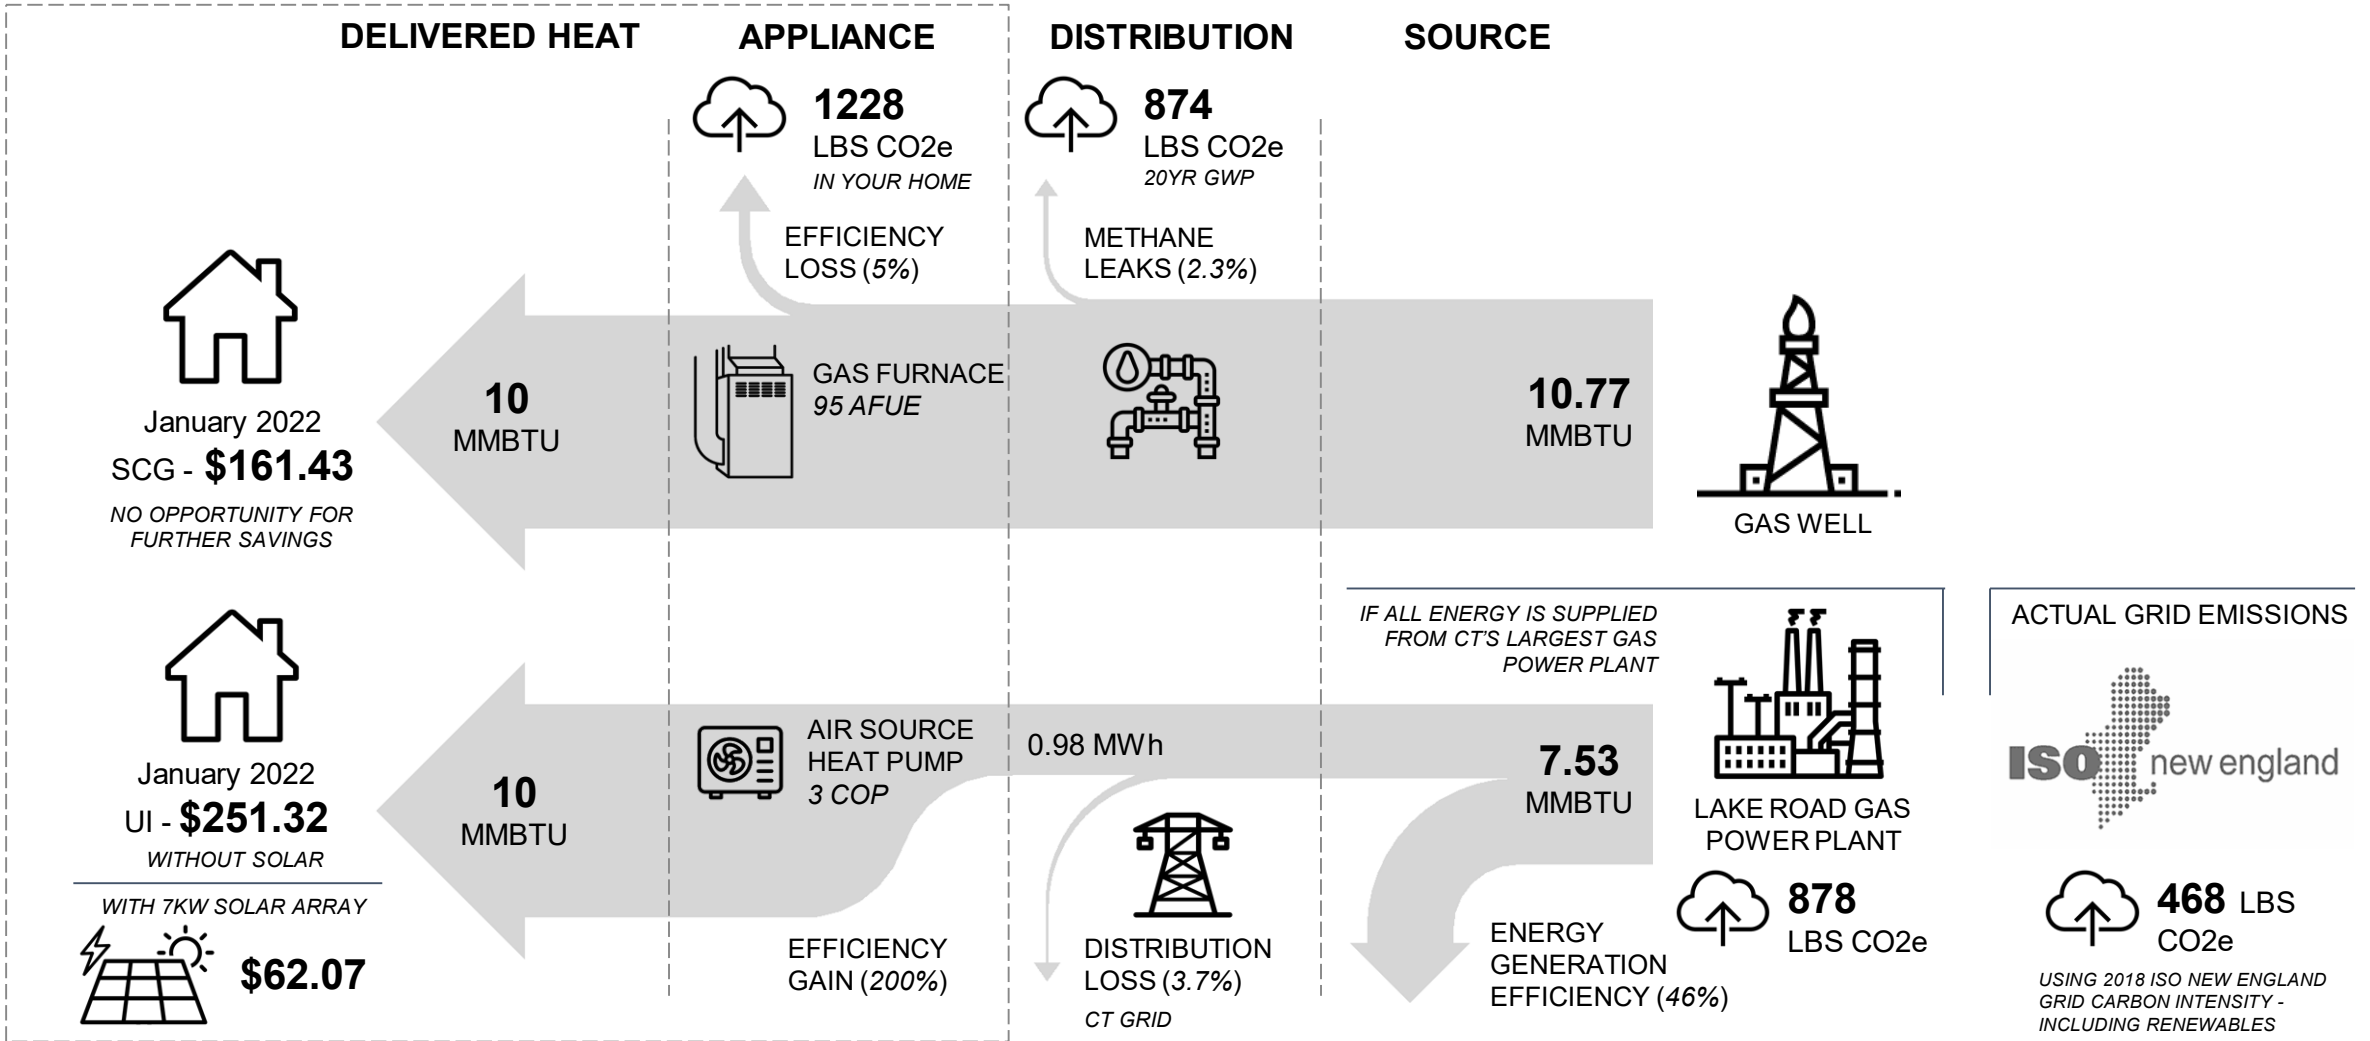 DELIVERED HEAT
APPLIANCE
DISTRIBUTION
SOURCE
1228
LBS CO2e
IN YOUR HOME
874
LBS CO2e
20YR GWP
EFFICIENCY
LOSS (5%)
METHANE
LEAKS (2.3%)
January 2022
SCG - $161.43
NO OPPORTUNITY FOR
FURTHER SAVINGS
10
MMBTU
GAS FURNACE
95 AFUE
10.77
MMBTU
GAS WELL
IF ALL ENERGY IS SUPPLIED
FROM CT'S LARGEST GAS
POWER PLANT
ACTUAL GRID EMISSIONS
January 2022
UI - $251.32
WITHOUT SOLAR
WITH 7KW SOLAR ARRAY
$62.07
10
MMBTU
AIR SOURCE
HEAT PUMP
3 COP
EFFICIENCY
GAIN (200%)
0.98 MWh
DISTRIBUTION
LOSS (3.7%)
CT GRID
7.53
MMBTU
ENERGY
GENERATION
EFFICIENCY (46%)
LAKE ROAD GAS
POWER PLANT
878
LBS CO2e
ISO new england
468 LBS
CO2e
USING 2018 ISO NEW ENGLAND
GRID CARBON INTENSITY -
INCLUDING RENEWABLES